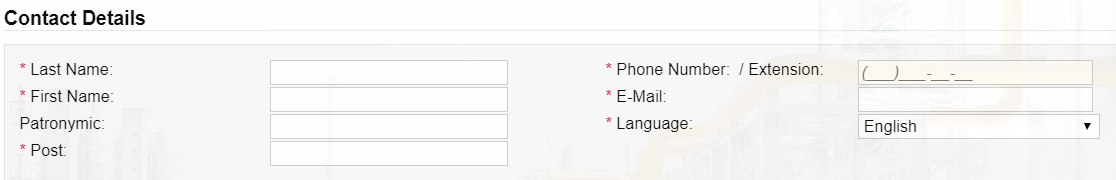 Contact Details
* Last Name:
* First Name:
Patronymic:
* Post:
* Phone Number: / Extension: (___)___-__-__
* E-Mail:
* Language: English